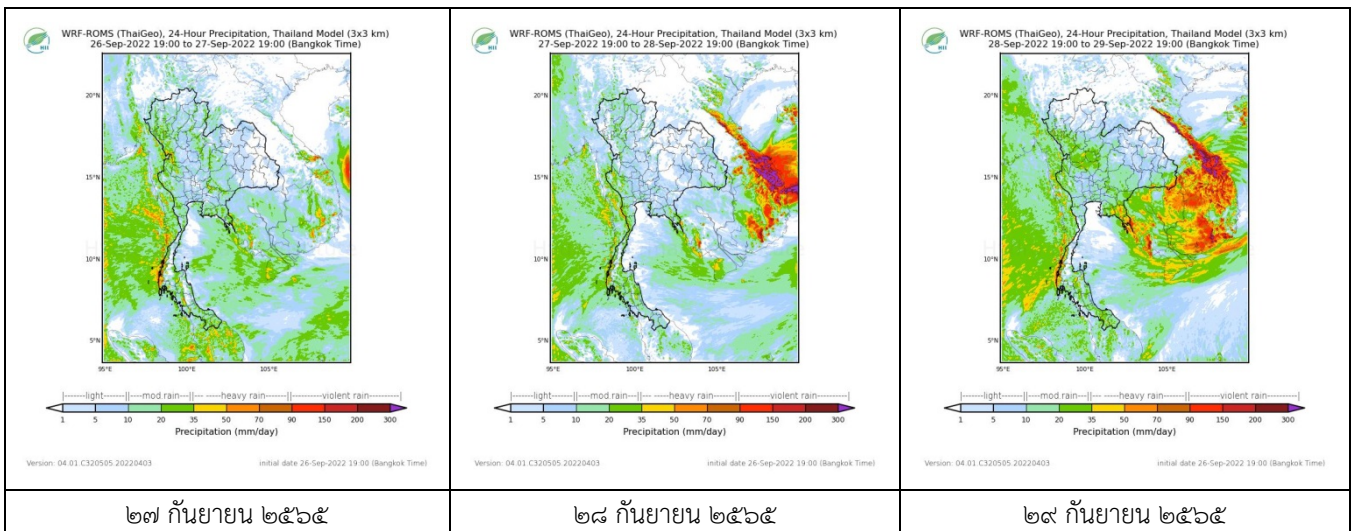 HII
WRF-ROMS (ThaiGeo), 24-Hour Precipitation, Thailand Model (3x3 km)
26-Sep-2022 19:00 to 27-Sep-2022 19:00 (Bangkok Time)
20°N
15°N
10°N
5°N
95°E 100°E 105°E
|------light------||---mod rain---||--- ---heavy rain------||------violent rain------|
1 5 10 20 35 50 70 90 150 200 300
Precipitation (mm/day)
Version: 04.01.C320505.20220403 initial date 26-Sep-2022 19:00 (Bangkok Time)
๒๗ กันยายน ๒๕๖๕
HII
WRF-ROMS (ThaiGeo), 24-Hour Precipitation, Thailand Model (3x3 km)
27-Sep-2022 19:00 to 28-Sep-2022 19:00 (Bangkok Time)
20°N
15°N
10°N
5°N
95°E 100°E 105°E
|------light------||---mod rain---||--- ---heavy rain------||------violent rain------|
1 5 10 20 35 50 70 90 150 200 300
Precipitation (mm/day)
Version: 04.01.C320505.20220403 initial date 26-Sep-2022 19:00 (Bangkok Time)
๒๘ กันยายน ๒๕๖๕
HII
WRF-ROMS (ThaiGeo), 24-Hour Precipitation, Thailand Model (3x3 km)
28-Sep-2022 19:00 to 29-Sep-2022 19:00 (Bangkok Time)
20°N
15°N
10°N
5°N
95°E 100°E 105°E
|------light------||---mod rain---||--- ---heavy rain------||------violent rain------|
1 5 10 20 35 50 70 90 150 200 300
Precipitation (mm/day)
Version: 04.01.C320505.20220403 initial date 26-Sep-2022 19:00 (Bangkok Time)
๒๙ กันยายน ๒๕๖๕